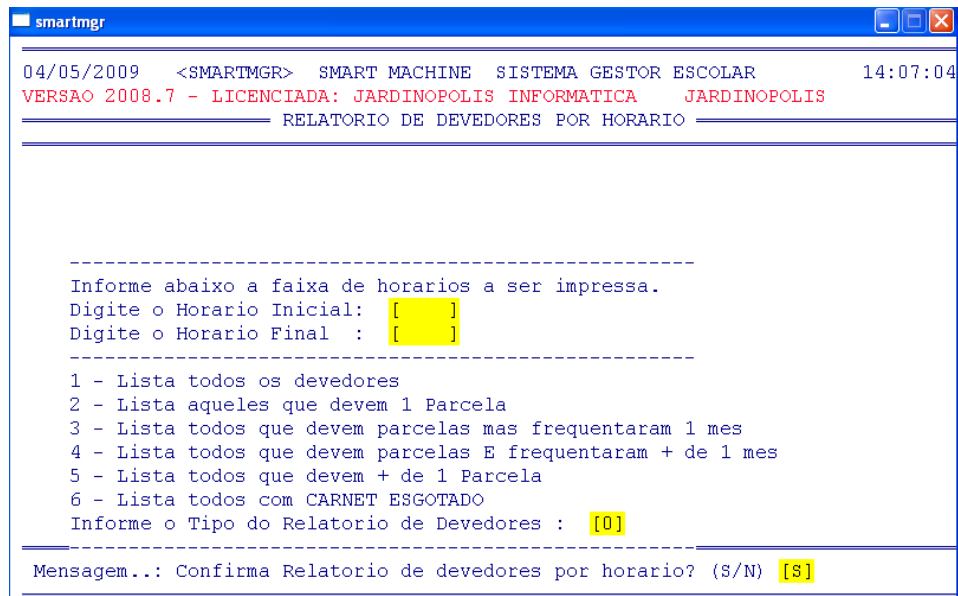 smartmgr
04/05/2009 <SMARTMGR> SMART MACHINE SISTEMA GESTOR ESCOLAR 14:07:04
VERSAO 2008.7 - LICENCIADA: JARDINOPOLIS INFORMATICA JARDINOPOLIS
RELATORIO DE DEVEDORES POR HORARIO
-----------------------------------------------------
Informe abaixo a faixa de horarios a ser impressa.
Digite o Horario Inicial: [    ]
Digite o Horario Final : [    ]
-----------------------------------------------------
1 - Lista todos os devedores
2 - Lista aqueles que devem 1 Parcela
3 - Lista todos que devem parcelas mas frequentaram 1 mes
4 - Lista todos que devem parcelas E frequentaram + de 1 mes
5 - Lista todos que devem + de 1 Parcela
6 - Lista todos com CARNET ESGOTADO
Informe o Tipo do Relatorio de Devedores : [0]
-----------------------------------------------------
Mensagem..: Confirma Relatorio de devedores por horario? (S/N) [S]